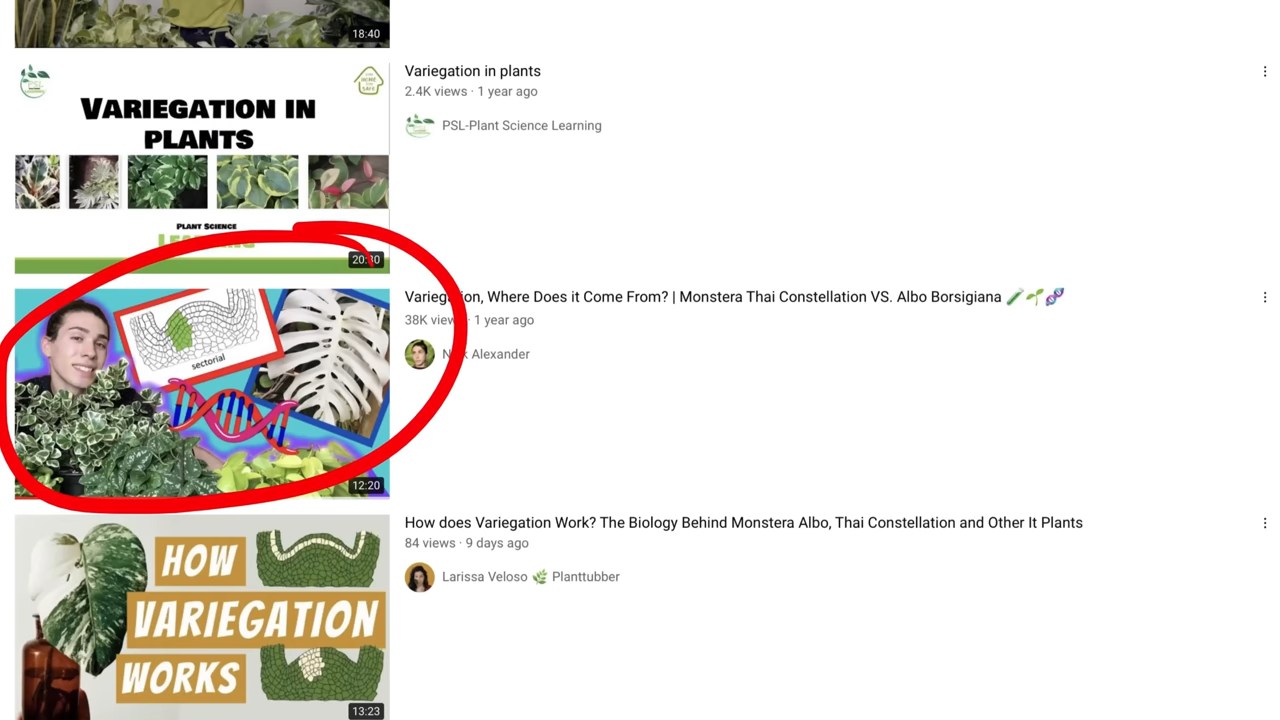 18:40
VARIEGATION IN
PLANTS
PLANT SCIENCE
20:30
Variegation in plants
2.4K views · 1 year ago
PSL-Plant Science Learning
sectorial
12:20
Variegation, Where Does it Come From? | Monstera Thai Constellation VS. Albo Borsigiana 🧪🌱🧬
38K views · 1 year ago
Nick Alexander
HOW
VARIEGATION
WORKS
13:23
How does Variegation Work? The Biology Behind Monstera Albo, Thai Constellation and Other It Plants
84 views · 9 days ago
Larissa Veloso 🌿 Planttubber